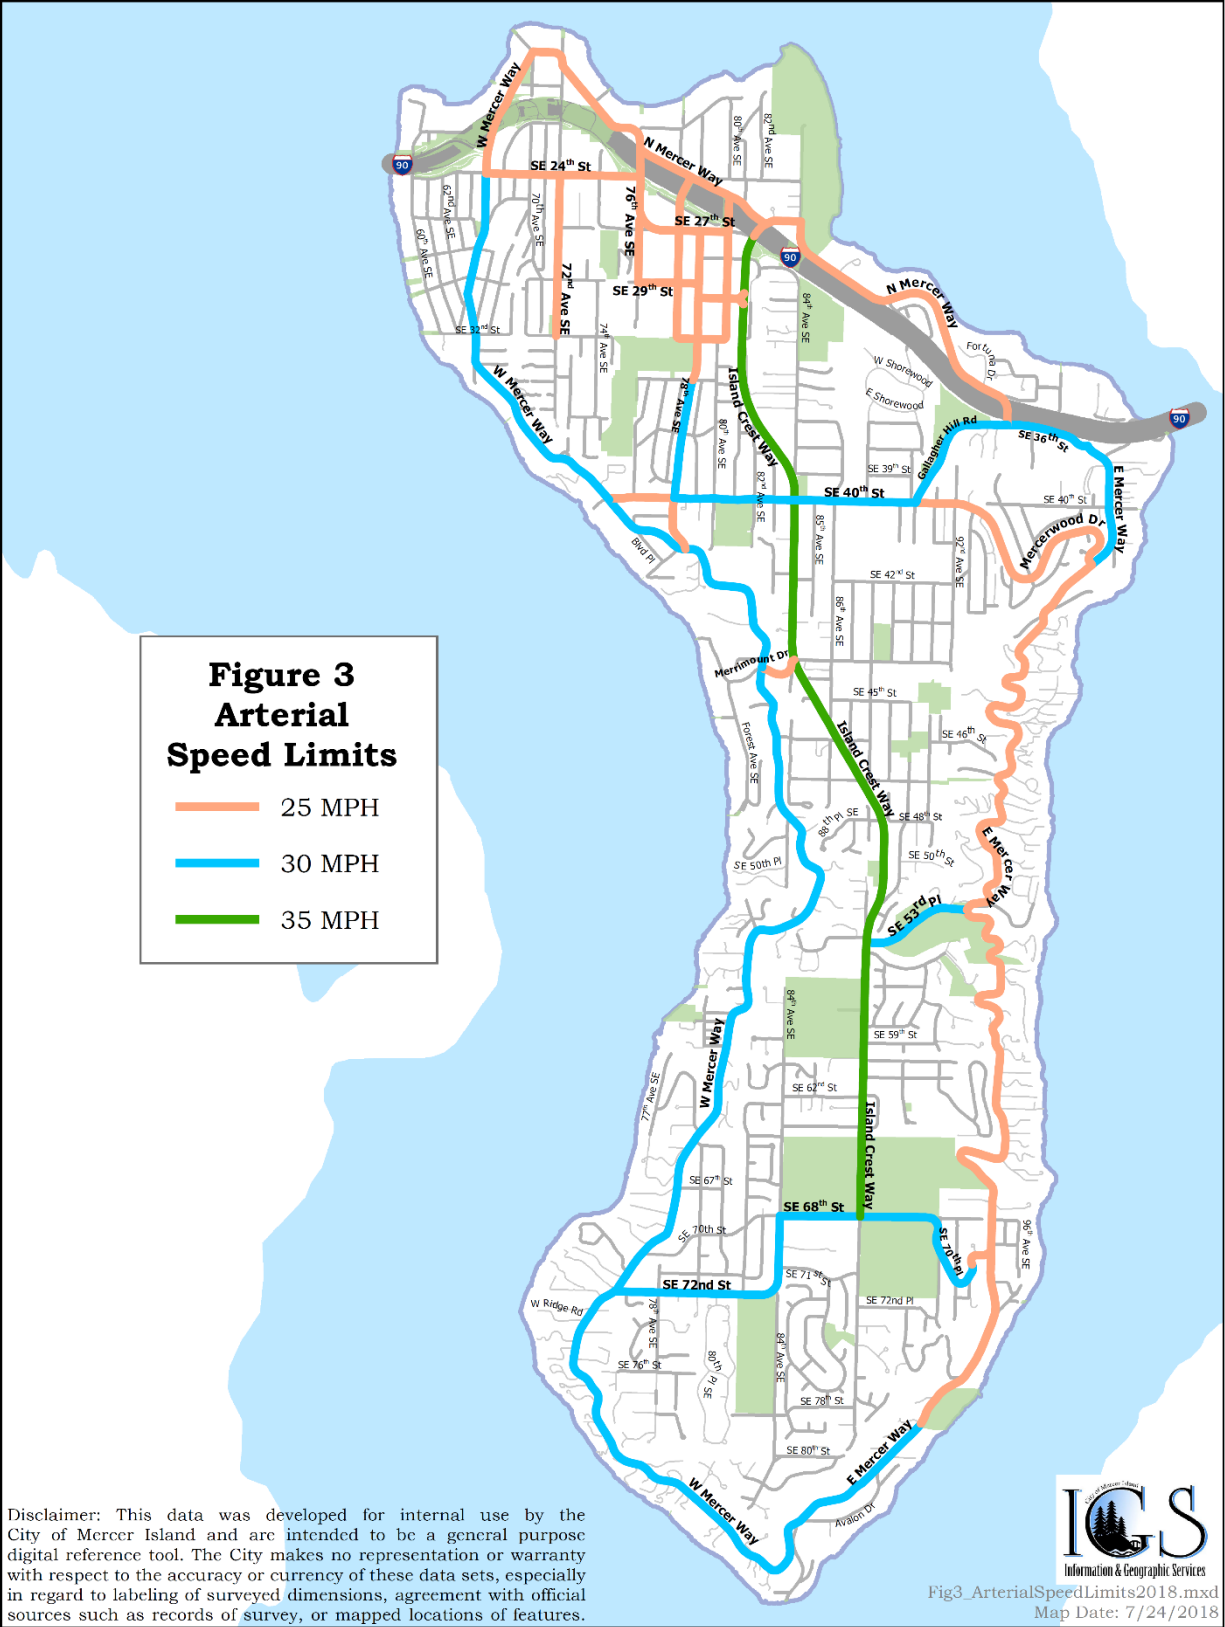 W Mercer Way
N Mercer Way
80th Ave SE
82nd Ave SE
90
SE 24th St
62nd Ave SE
70th Ave SE
76th Ave SE
60th Ave SE
SE 27th St
90
72nd Ave SE
SE 29th St
N Mercer Way
84th Ave SE
SE 32nd St
74th Ave SE
Fortuna Dr
W Shorewood
E Shorewood
W Mercer Way
78th Ave SE
Island Crest Way
90
80th Ave SE
Gallagher Hill Rd
SE 36th St
SE 39th St
82nd Ave SE
SE 40th St
SE 40th St
E Mercer Way
85th Ave SE
Mercerwood Dr
92nd Ave SE
Blvd Pl
SE 42nd St
86th Ave SE
Merrimount Dr
SE 45th St
Forest Ave SE
Island Crest Way
SE 46th St
88th Pl SE
SE 48th St
SE 50th Pl
SE 50th St
E Mercer Way
SE 53rd Pl
Figure 3
Arterial
Speed Limits
25 MPH
30 MPH
35 MPH
84th Ave SE
W Mercer Way
SE 59th St
77th Ave SE
SE 62nd St
Island Crest Way
SE 67th St
SE 68th St
SE 70th St
SE 70th Pl
96th Ave SE
SE 71st St
SE 72nd St
SE 72nd Pl
W Ridge Rd
78th Ave SE
84th Ave SE
SE 76th St
80th Pl SE
SE 78th St
SE 80th St
E Mercer Way
W Mercer Way
Avalon Dr
Disclaimer: This data was developed for internal use by the
City of Mercer Island and are intended to be a general purpose
digital reference tool. The City makes no representation or warranty
with respect to the accuracy or currency of these data sets, especially
in regard to labeling of surveyed dimensions, agreement with official
sources such as records of survey, or mapped locations of features.
City of Mercer Island
IGS
Information & Geographic Services
Fig3_ArterialSpeedLimits2018.mxd
Map Date: 7/24/2018